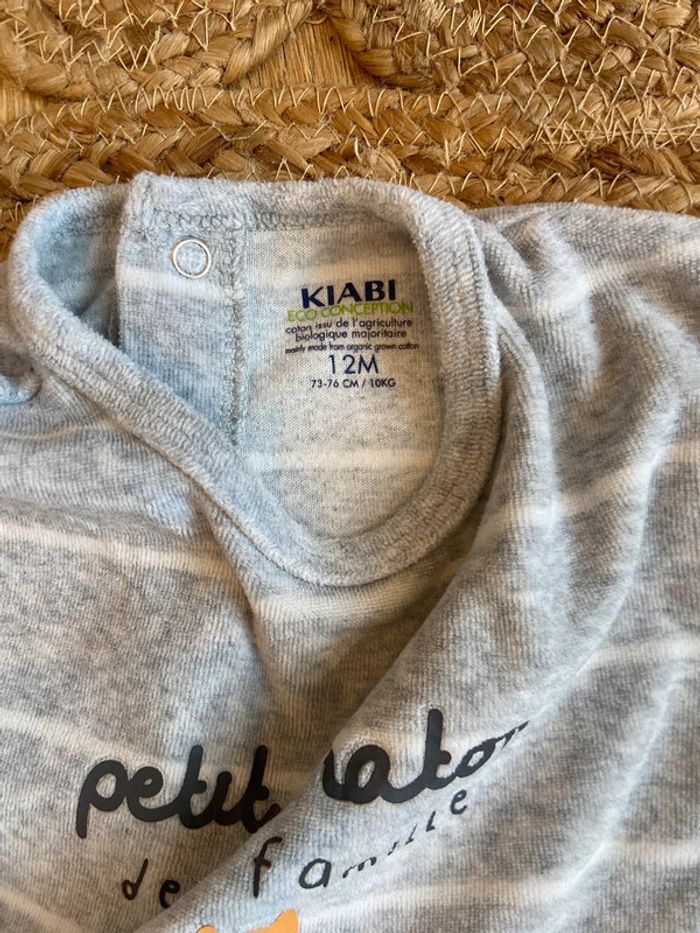 KIABI
ECO CONCEPTION
coton issu de l'agriculture
biologique majoritaire
mainly made from organic grown cotton
12M
73-76 CM / 10KG
petit
de famille